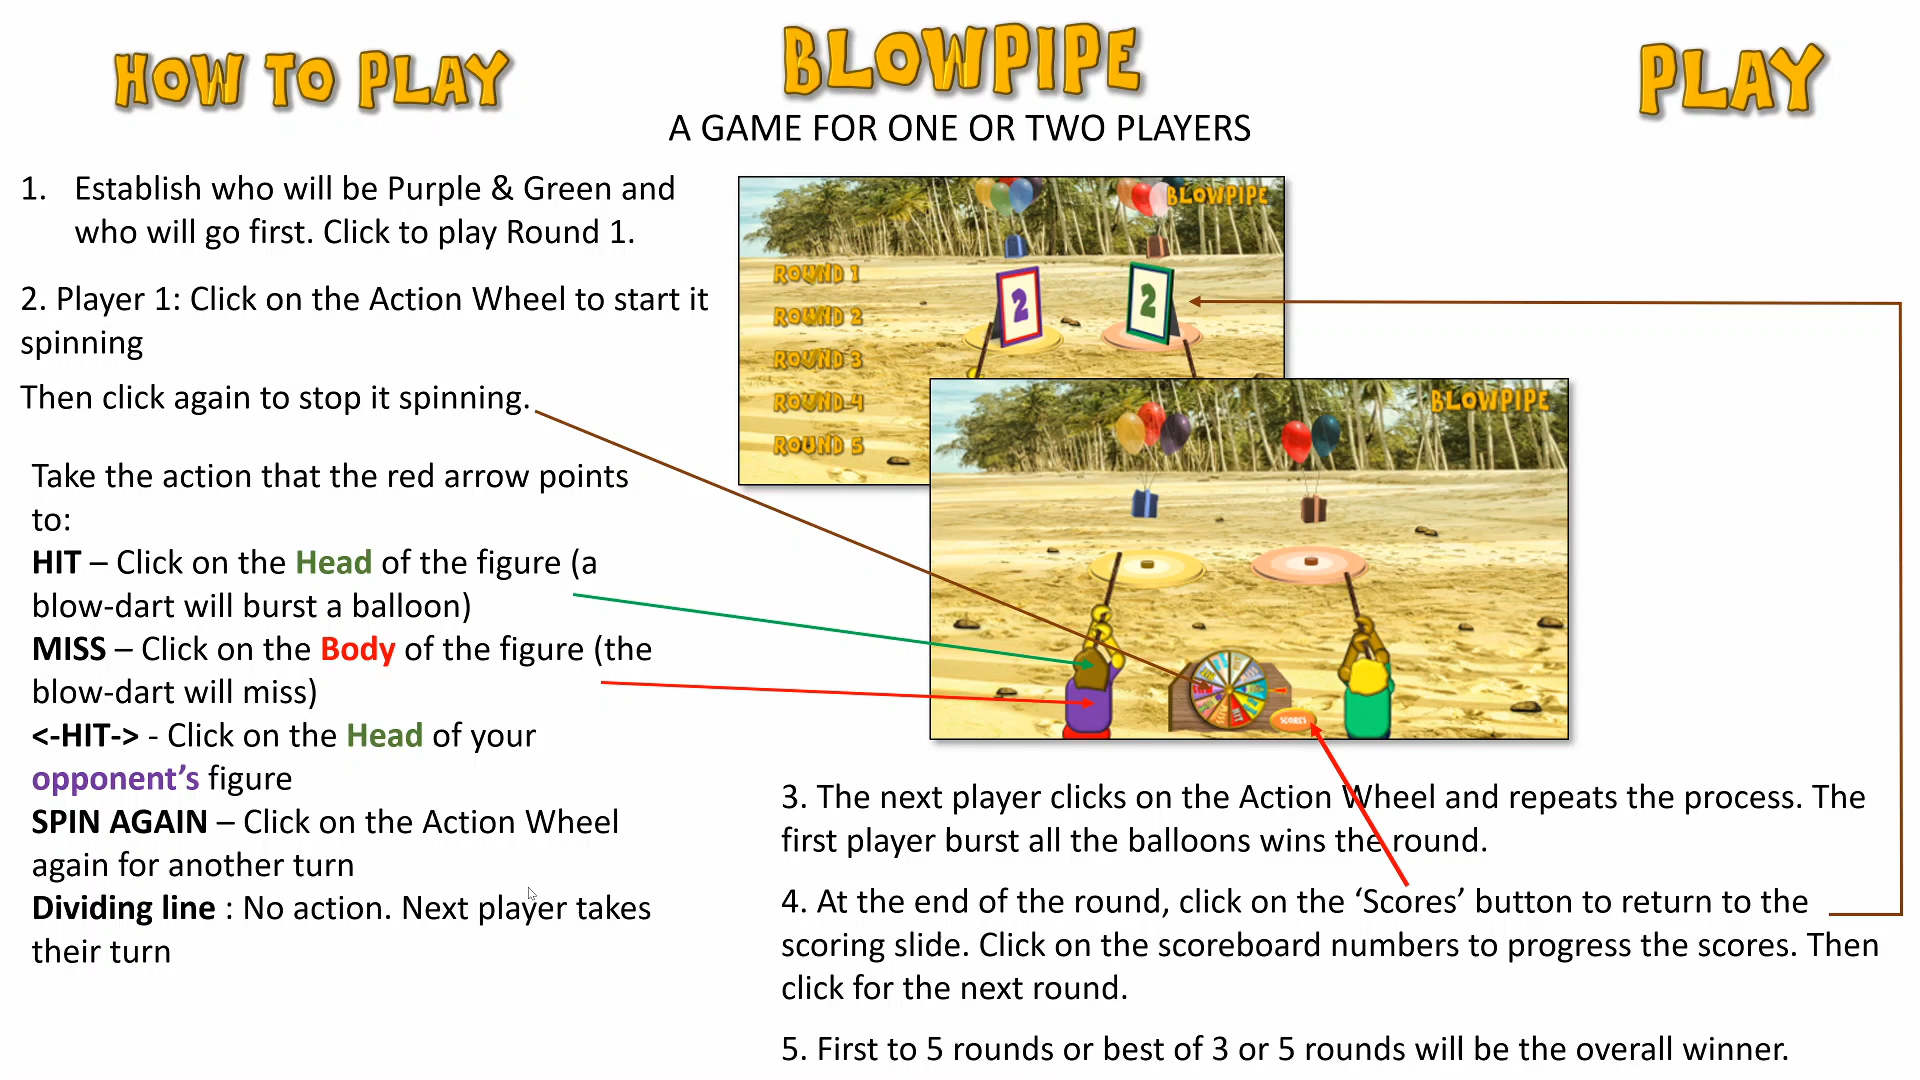 HOW TO PLAY
BLOWPIPE
PLAY
A GAME FOR ONE OR TWO PLAYERS
1. Establish who will be Purple & Green and
who will go first. Click to play Round 1.
2. Player 1: Click on the Action Wheel to start it
spinning
Then click again to stop it spinning.
Take the action that the red arrow points
to:
HIT – Click on the Head of the figure (a
blow-dart will burst a balloon)
MISS – Click on the Body of the figure (the
blow-dart will miss)
<-HIT-> - Click on the Head of your
opponent’s figure
SPIN AGAIN – Click on the Action Wheel
again for another turn
Dividing line : No action. Next player takes
their turn
BLOWPIPE
ROUND 1
ROUND 2
ROUND 3
ROUND 4
ROUND 5
2
2
BLOWPIPE
HIT
SCORES
3. The next player clicks on the Action Wheel and repeats the process. The
first player burst all the balloons wins the round.
4. At the end of the round, click on the ‘Scores’ button to return to the
scoring slide. Click on the scoreboard numbers to progress the scores. Then
click for the next round.
5. First to 5 rounds or best of 3 or 5 rounds will be the overall winner.